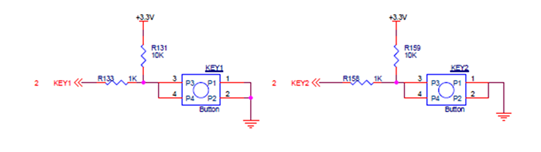 +3.3V
R131
10K
KEY1
2 KEY1 R133 1K 3 P3 P1 1
4 P4 P2 2
Button
+3.3V
R159
10K
KEY2
2 KEY2 R158 1K 3 P3 P1 1
4 P4 P2 2
Button